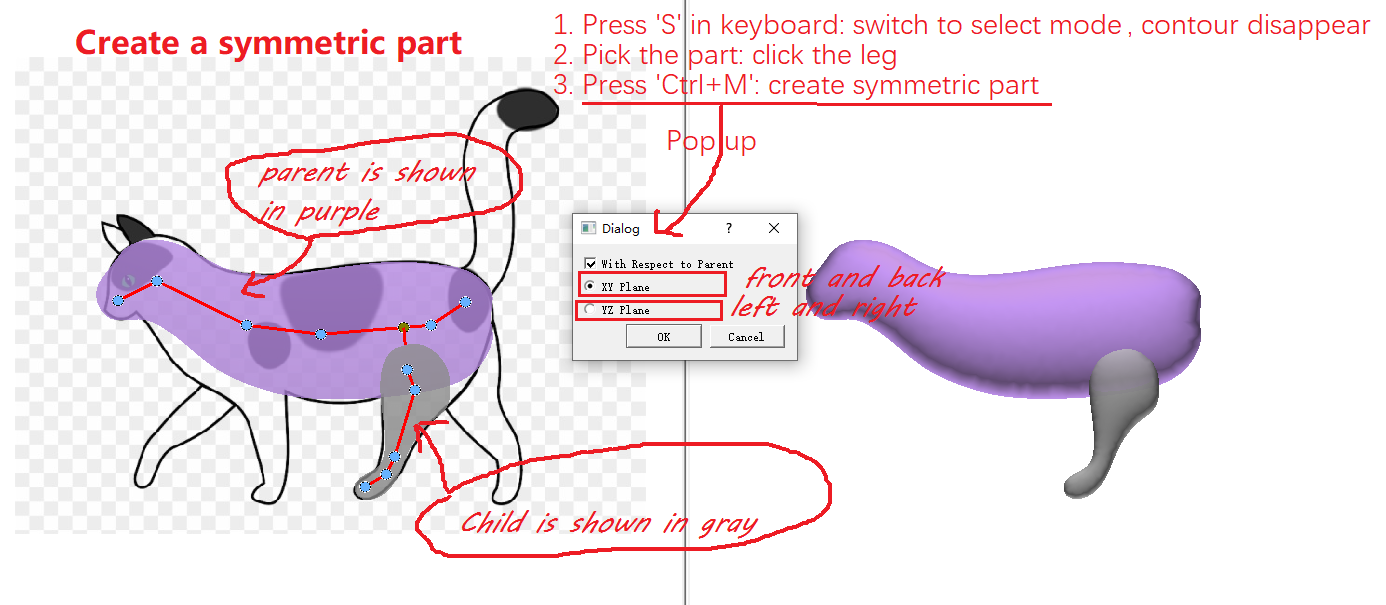 Create a symmetric part
1. Press 'S' in keyboard: switch to select mode, contour disappear
2. Pick the part: click the leg
3. Press 'Ctrl+M': create symmetric part
Pop up
parent is shown
in purple
Dialog
?
With Respect to Parent
XY Plane
front and back
YZ Plane
left and right
OK
Cancel
Child is shown in gray